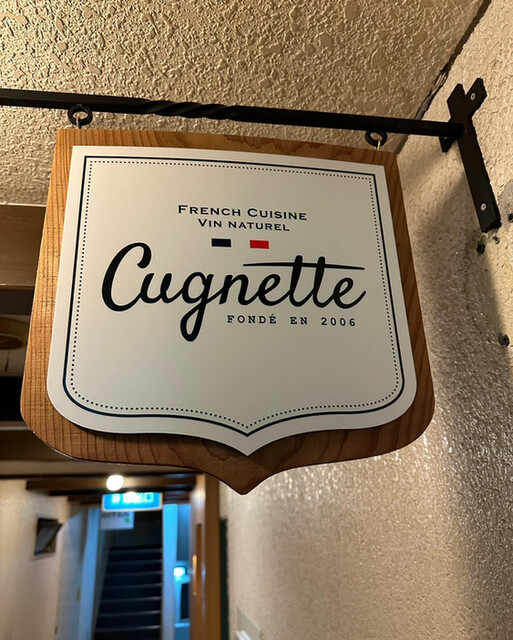 French Cuisine
Vin naturel
Cugnette
FONDÉ EN 2006